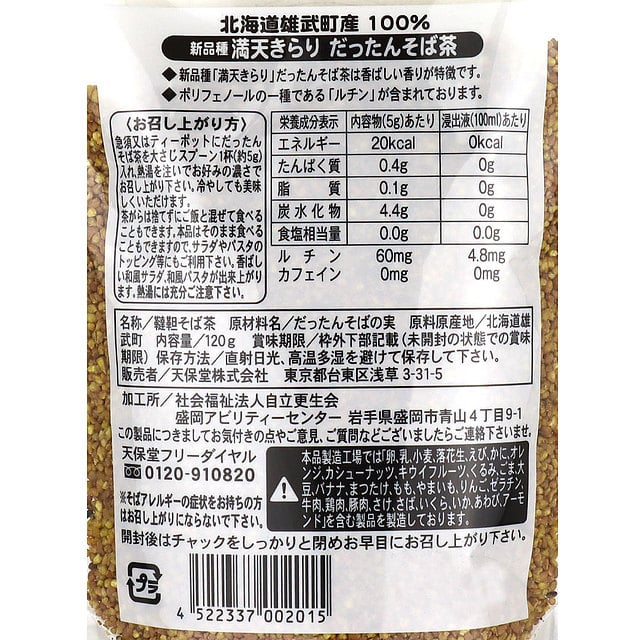 北海道雄武町産 100%
新品種 満天きらり だったんそば茶
◆新品種「満天きらり」だったんそば茶は香ばしい香りが特徴です。◆
◆ポリフェノールの一種である「ルチン」が含まれております。◆
〈お召し上がり方〉
急須又はティーポットにだったん
そば茶を大さじスプーン1杯(約5g)
入れ、熱湯を注いでお好みの濃さで
お召し上がり下さい。冷やしても美味
しくいただけます。
茶がらは捨てずにご飯と混ぜて食べる
こともできます。本品はそのまま食べる
こともできますので、サラダやパスタの
トッピング等にもご利用下さい。香ばし
い和風サラダ、和風パスタが出来上がり
ます。熱湯には充分ご注意下さい。
栄養成分表示 内容物(5g)あたり 浸出液(100ml)あたり
エネルギー 20kcal 0kcal
たんぱく質 0.4g 0g
脂質 0.1g 0g
炭水化物 4.4g 0g
食塩相当量 0.0g 0.0g
ルチン 60mg 4.8mg
カフェイン 0mg 0mg
名称／韃靼そば茶 原材料名／だったんそばの実 原料原産地／北海道雄
武町 内容量／120g 賞味期限／枠外下部記載(未開封の状態での賞味
期限) 保存方法／直射日光、高温多湿を避けて保存して下さい。
販売者／天保堂株式会社 東京都台東区浅草3-31-5
加工所／社会福祉法人自立更生会
盛岡アビリティーセンター 岩手県盛岡市青山4丁目9-1
この製品につきましてお気付きの点やご意見、ご質問などございましたらご連絡下さいませ。
天保堂フリーダイヤル
0120-910820
※そばアレルギーの症状をお持ちの方
はお召し上がりにならないで下さい。
本品製造工場では「卵、乳、小麦、落花生、えび、かに、オレ
ンジ、カシューナッツ、キウイフルーツ、くるみ、ごま、大
豆、バナナ、まつたけ、もも、やまいも、りんご、ゼラチン、
牛肉、鶏肉、豚肉、さけ、さば、いくら、いか、あわび、アーモ
ンド」を含む製品を製造しております。
開封後はチャックをしっかりと閉めお早目にお召し上がり下さい。
プラ
4 522337 002015